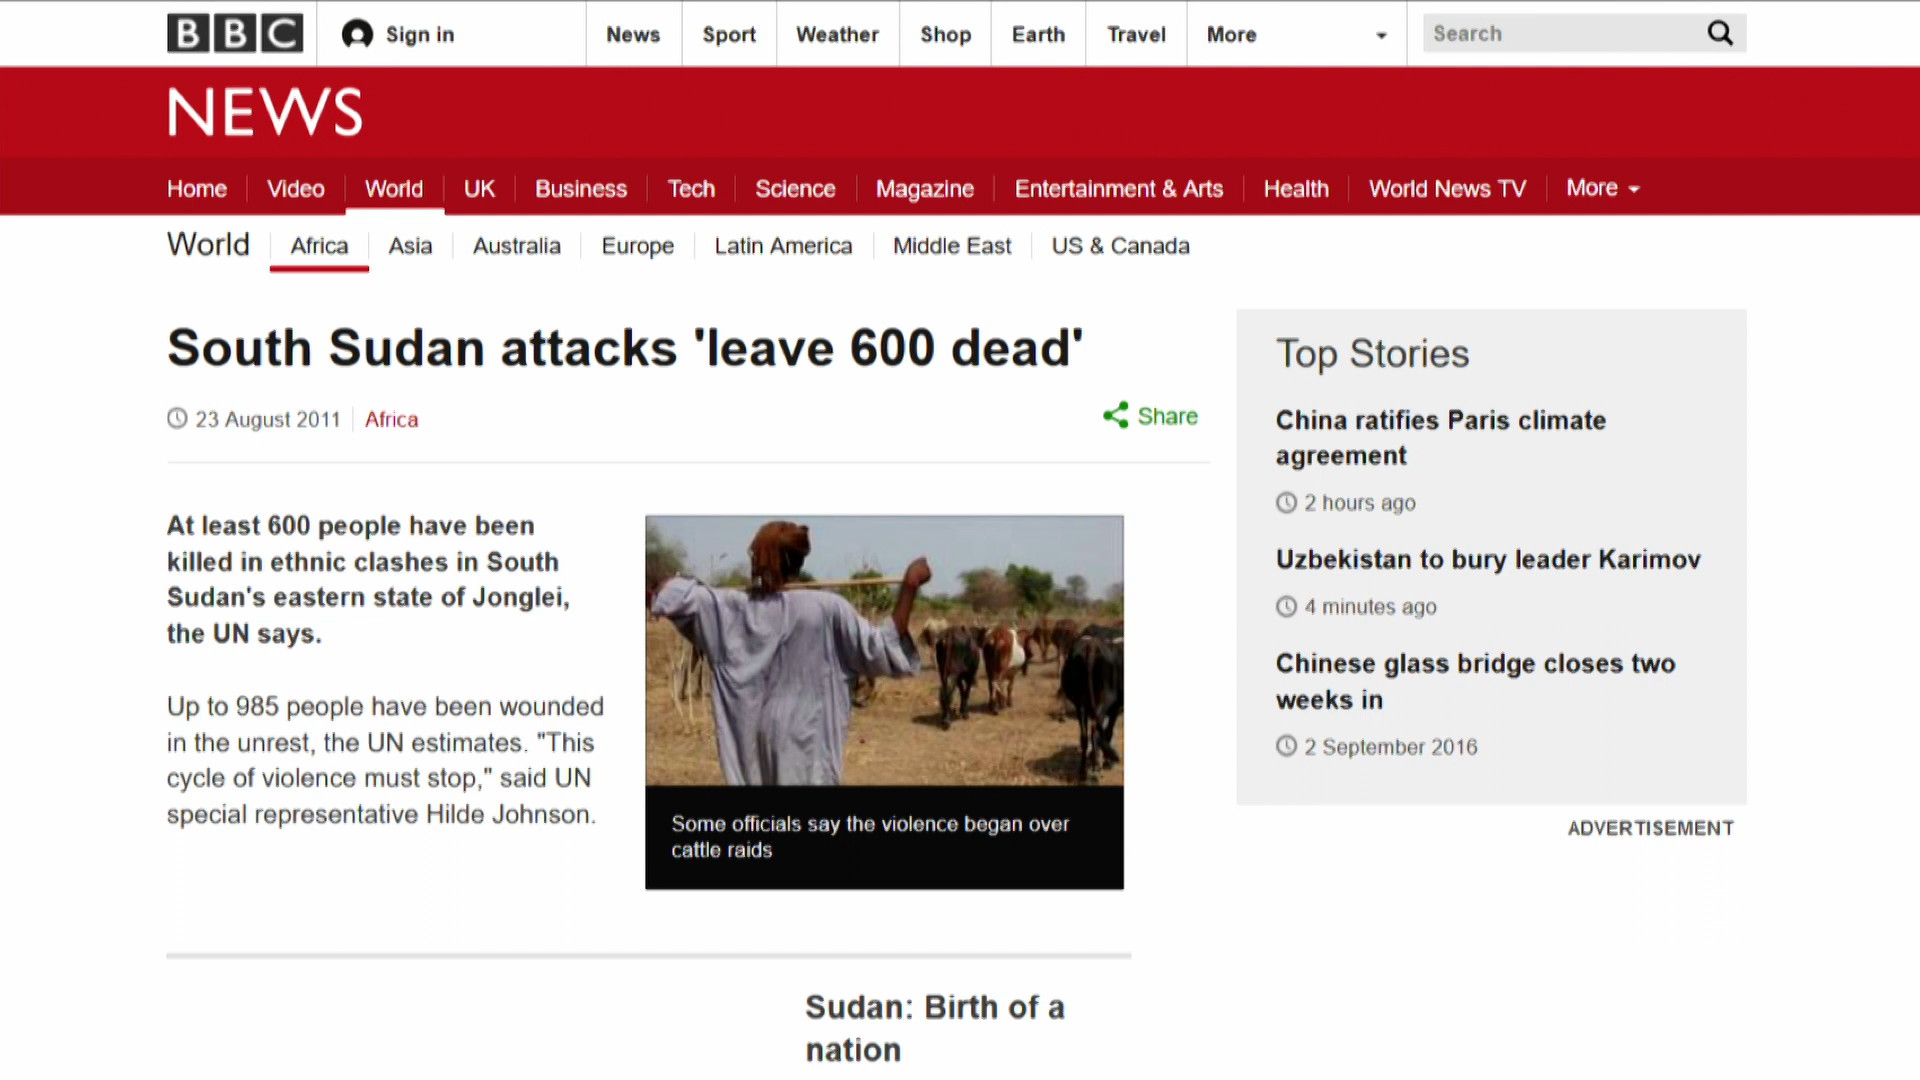 BBC
Sign in
News
Sport
Weather
Shop
Earth
Travel
More
Search
NEWS
Home
Video
World
UK
Business
Tech
Science
Magazine
Entertainment & Arts
Health
World News TV
More
World
Africa
Asia
Australia
Europe
Latin America
Middle East
US & Canada
South Sudan attacks 'leave 600 dead'
23 August 2011
Africa
Share
At least 600 people have been
killed in ethnic clashes in South
Sudan's eastern state of Jonglei,
the UN says.
Up to 985 people have been wounded
in the unrest, the UN estimates. "This
cycle of violence must stop," said UN
special representative Hilde Johnson.
Some officials say the violence began over
cattle raids
Sudan: Birth of a
nation
Top Stories
China ratifies Paris climate
agreement
2 hours ago
Uzbekistan to bury leader Karimov
4 minutes ago
Chinese glass bridge closes two
weeks in
2 September 2016
ADVERTISEMENT